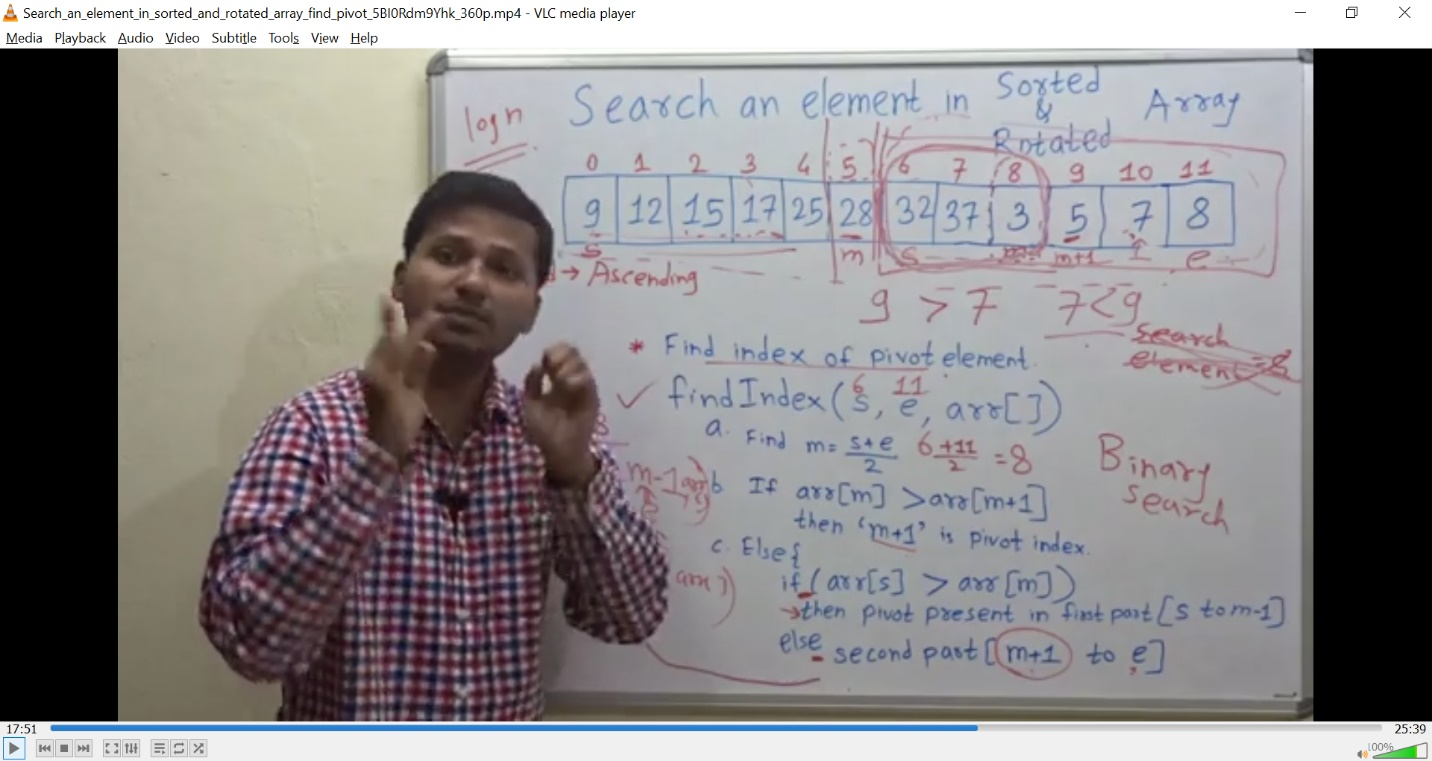 Search_an_element_in_sorted_and_rotated_array_find_pivot_5BI0Rdm9Yhk_360p.mp4 - VLC media player
Media Playback Audio Video Subtitle Tools View Help
log n
Search an element in Sorted & Rotated Array
0 1 2 3 4 5 6 7 8 9 10 11
9 12 15 17 25 28 32 37 3 5 7 8
s m s m+1 e
→ Ascending
9 > 7 7 < 9
search
element = 8
* Find index of pivot element.
6 11
✓ findIndex(s, e, arr[])
a. Find m= s+e/2 6+11/2 =8
Binary
search
m-1
b If arr[m] > arr[m+1]
then 'm+1' is pivot index.
c. Else{
arr)
if (arr[s] > arr[m])
→then pivot present in first part [s to m-1]
else second part [m+1 to e]
17:51
25:39
100%